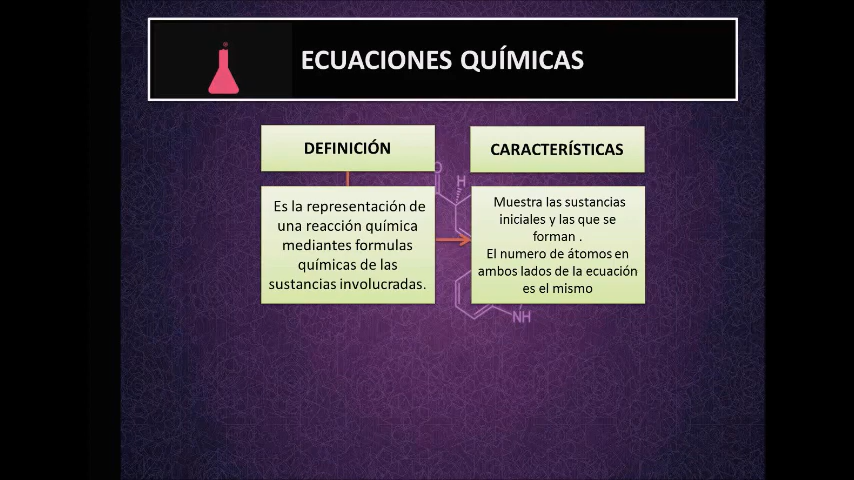 ECUACIONES QUÍMICAS
DEFINICIÓN
CARACTERÍSTICAS
Es la representación de
una reacción química
mediantes formulas
químicas de las
sustancias involucradas.
Muestra las sustancias
iniciales y las que se
forman .
El numero de átomos en
ambos lados de la ecuación
es el mismo
O
H
NH